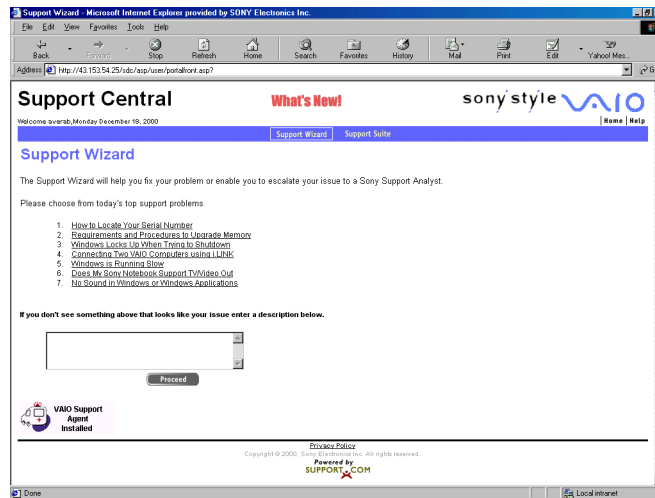 Support Wizard - Microsoft Internet Explorer provided by SONY Electronics Inc.
File Edit View Favorites Tools Help
Back Forward Stop Refresh Home Search Favorites History Mail Print Edit Yahoo! Mes...
Address http://43.153.54.25/sdc/asp/user/portalfront.asp?
Support Central What's New! sony style VAIO
Welcome averab,Monday December 18, 2000 | Home | Help
Support Wizard Support Suite
Support Wizard
The Support Wizard will help you fix your problem or enable you to escalate your issue to a Sony Support Analyst.
Please choose from today's top support problems
1. How to Locate Your Serial Number
2. Requirements and Procedures to Upgrade Memory
3. Windows Locks Up When Trying to Shutdown
4. Connecting Two VAIO Computers using i.LINK
5. Windows is Running Slow
6. Does My Sony Notebook Support TV/Video Out
7. No Sound in Windows or Windows Applications
If you don't see something above that looks like your issue enter a description below.
Proceed
VAIO Support
Agent
Installed
Privacy Policy
Copyright © 2000, Sony Electronics Inc. All rights reserved.
Powered by
SUPPORT.COM
Done Local intranet